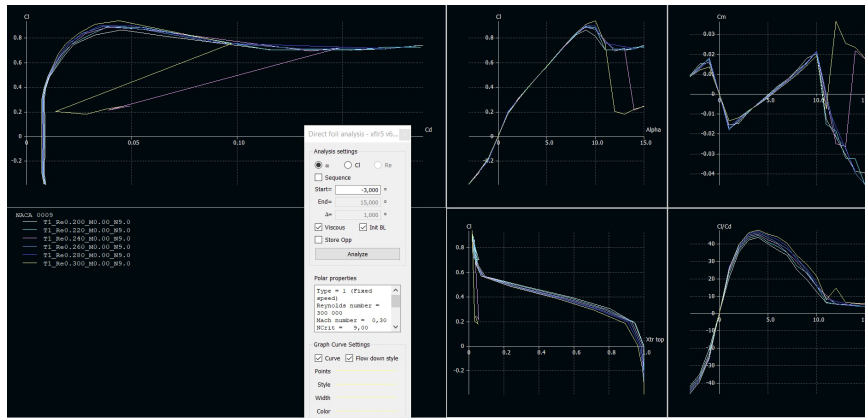 Cl
0.8
0.6
0.4
0.2
-0.2
0.05
0.10
Cd
Cl
0.8
0.6
0.4
0.2
-0.2
5.0
10.0
15.0
Alpha
Cm
0.03
0.02
0.01
-0.01
-0.02
-0.03
-0.04
5.0
10.0
NACA 0009
T1_Re0.200_M0.00_N9.0
T1_Re0.220_M0.00_N9.0
T1_Re0.240_M0.00_N9.0
T1_Re0.260_M0.00_N9.0
T1_Re0.280_M0.00_N9.0
T1_Re0.300_M0.00_N9.0
Direct foil analysis - xflr5 v6...
Analysis settings
α Cl Re
Sequence
Start= -3,000 °
End= 15,000 °
Δ= 1,000 °
Viscous Init BL
Store Opp
Analyze
Polar properties
Type = 1 (Fixed
speed)
Reynolds number =
300 000
Mach number = 0,30
NCrit = 9,00
Graph Curve Settings
Curve Flow down style
Points
Style
Width
Color
Cl
0.8
0.6
0.4
0.2
0.2
0.4
0.6
0.8
1.0
Xtr top
-0.2
Cl/Cd
40
30
20
10
5.0
10.0
-10
-20
-30
-40